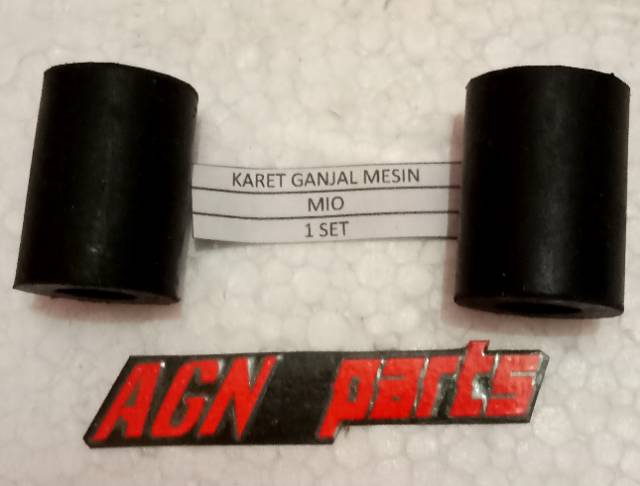 KARET GANJAL MESIN
MIO
1 SET
AGN parts